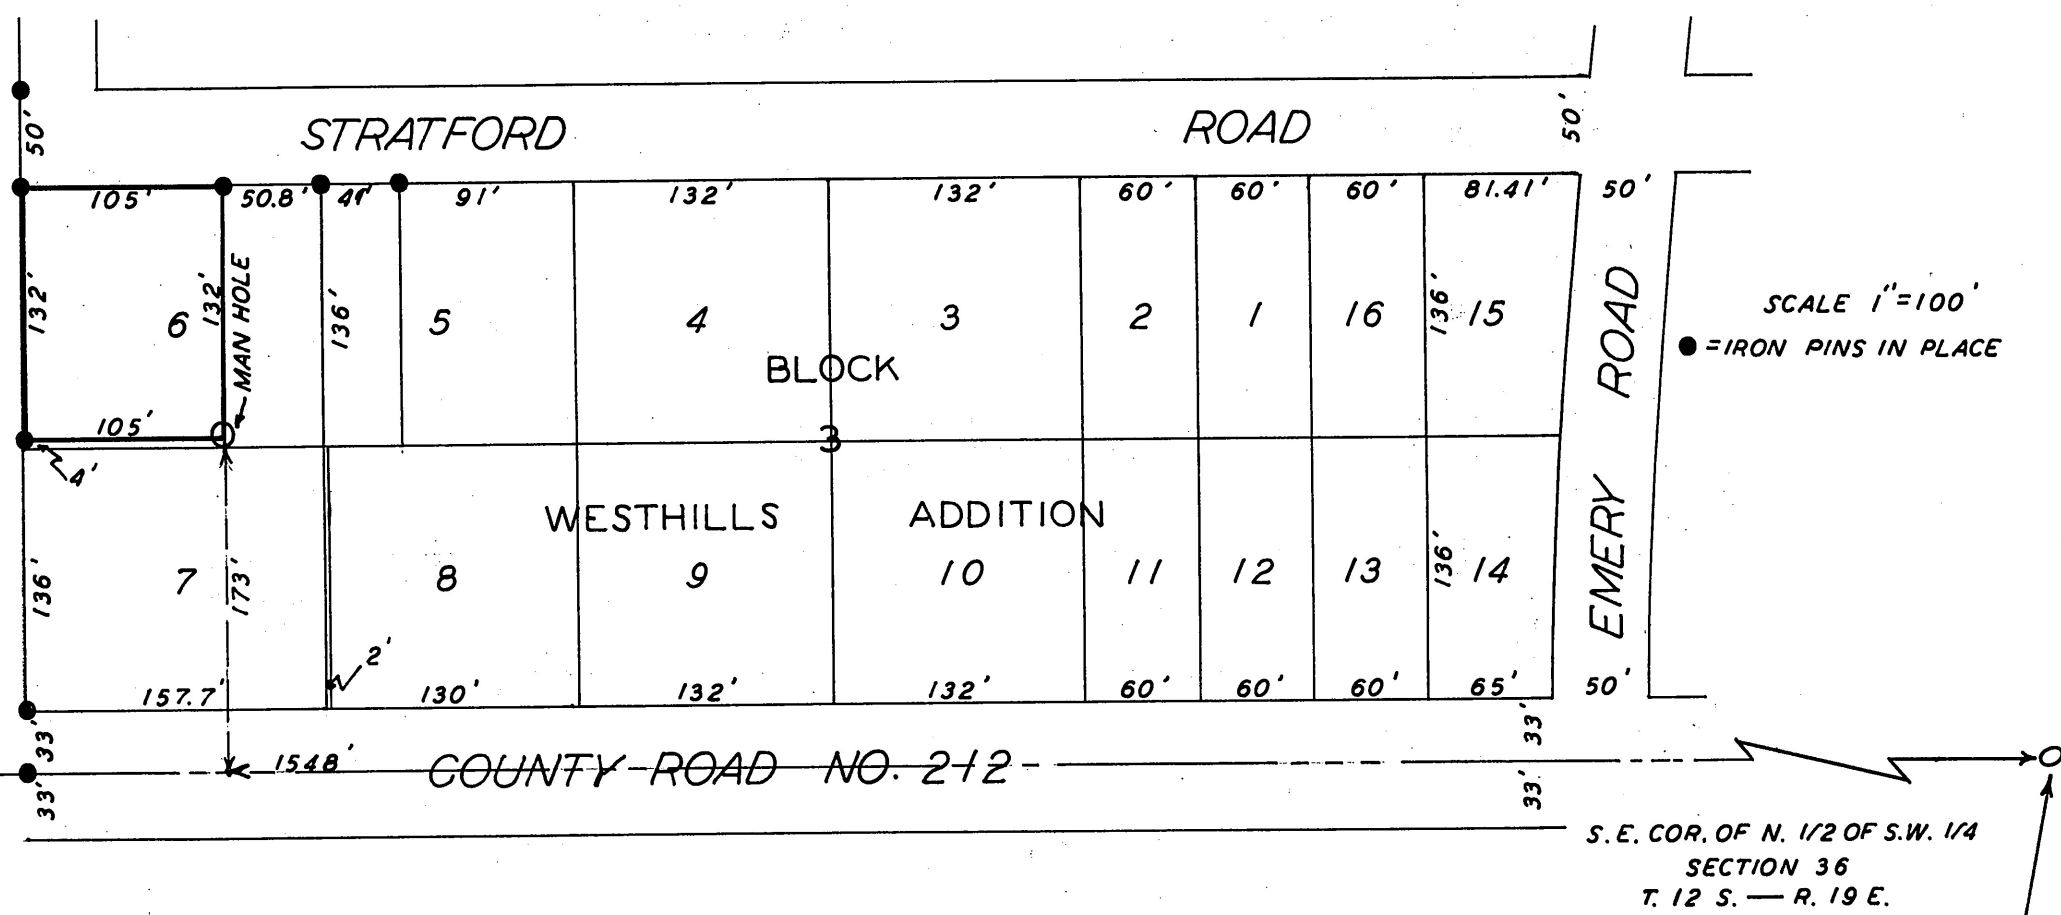 50'
STRATFORD ROAD
50'
105' 50.8' 41' 91' 132' 132' 60' 60' 60' 81.41' 50'
132'
6
132'
MAN HOLE
136'
5
4
3
2
1
16
136'
15
EMERY ROAD
SCALE 1"=100'
=IRON PINS IN PLACE
BLOCK
3
105'
4'
WESTHILLS ADDITION
136'
7
173'
8
9
10
11
12
13
136'
14
2'
157.7' 130' 132' 132' 60' 60' 60' 65' 50'
33'
33'
1548'
COUNTY ROAD NO. 212
33'
33'
S.E. COR. OF N. 1/2 OF S.W. 1/4
SECTION 36
T. 12 S. — R. 19 E.